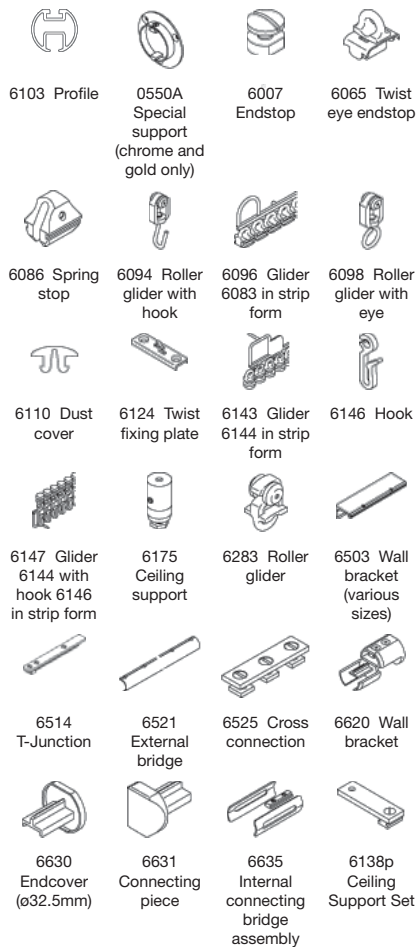 6103 Profile
0550A
Special
support
(chrome and
gold only)
6007
Endstop
6065 Twist
eye endstop
6086 Spring
stop
6094 Roller
glider with
hook
6096 Glider
6083 in strip
form
6098 Roller
glider with
eye
6110 Dust
cover
6124 Twist
fixing plate
6143 Glider
6144 in strip
form
6146 Hook
6147 Glider
6144 with
hook 6146
in strip form
6175
Ceiling
support
6283 Roller
glider
6503 Wall
bracket
(various
sizes)
6514
T-Junction
6521
External
bridge
6525 Cross
connection
6620 Wall
bracket
6630
Endcover
(ø32.5mm)
6631
Connecting
piece
6635
Internal
connecting
bridge
assembly
6138p
Ceiling
Support Set